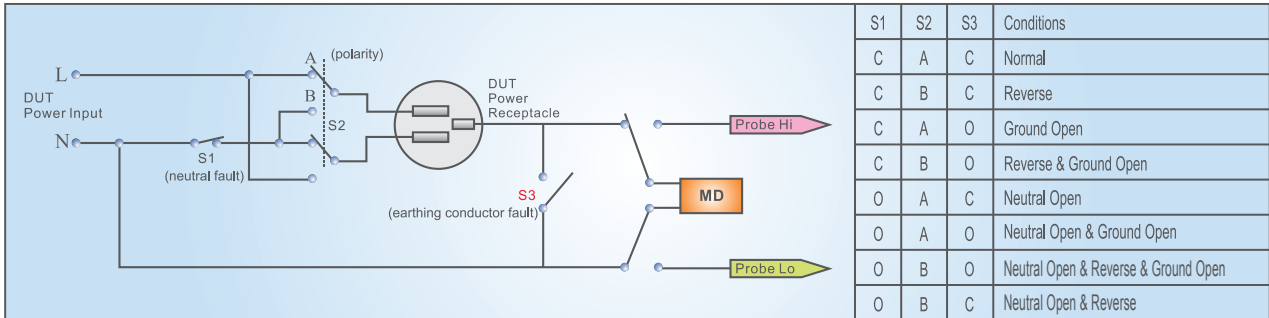 L
DUT
Power Input
N
A
(polarity)
B
S2
S1
(neutral fault)
DUT
Power
Receptacle
S3
(earthing conductor fault)
MD
Probe Hi
Probe Lo
S1 S2 S3 Conditions
C A C Normal
C B C Reverse
C A O Ground Open
C B O Reverse & Ground Open
O A C Neutral Open
O A O Neutral Open & Ground Open
O B O Neutral Open & Reverse & Ground Open
O B C Neutral Open & Reverse